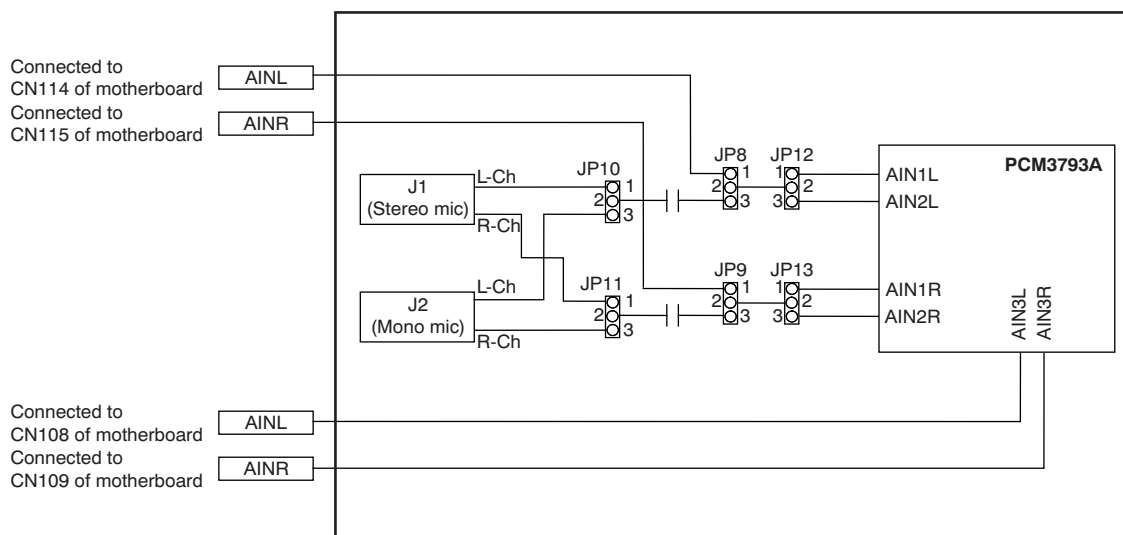 Connected to
CN114 of motherboard
AINL
Connected to
CN115 of motherboard
AINR
JP8
JP12
PCM3793A
JP10
L-Ch
J1
(Stereo mic)
R-Ch
1
2
3
1
2
3
1
2
3
AIN1L
AIN2L
JP9
JP13
JP11
L-Ch
J2
(Mono mic)
R-Ch
1
2
3
1
2
3
1
2
3
AIN1R
AIN2R
AIN3L
AIN3R
Connected to
CN108 of motherboard
AINL
Connected to
CN109 of motherboard
AINR